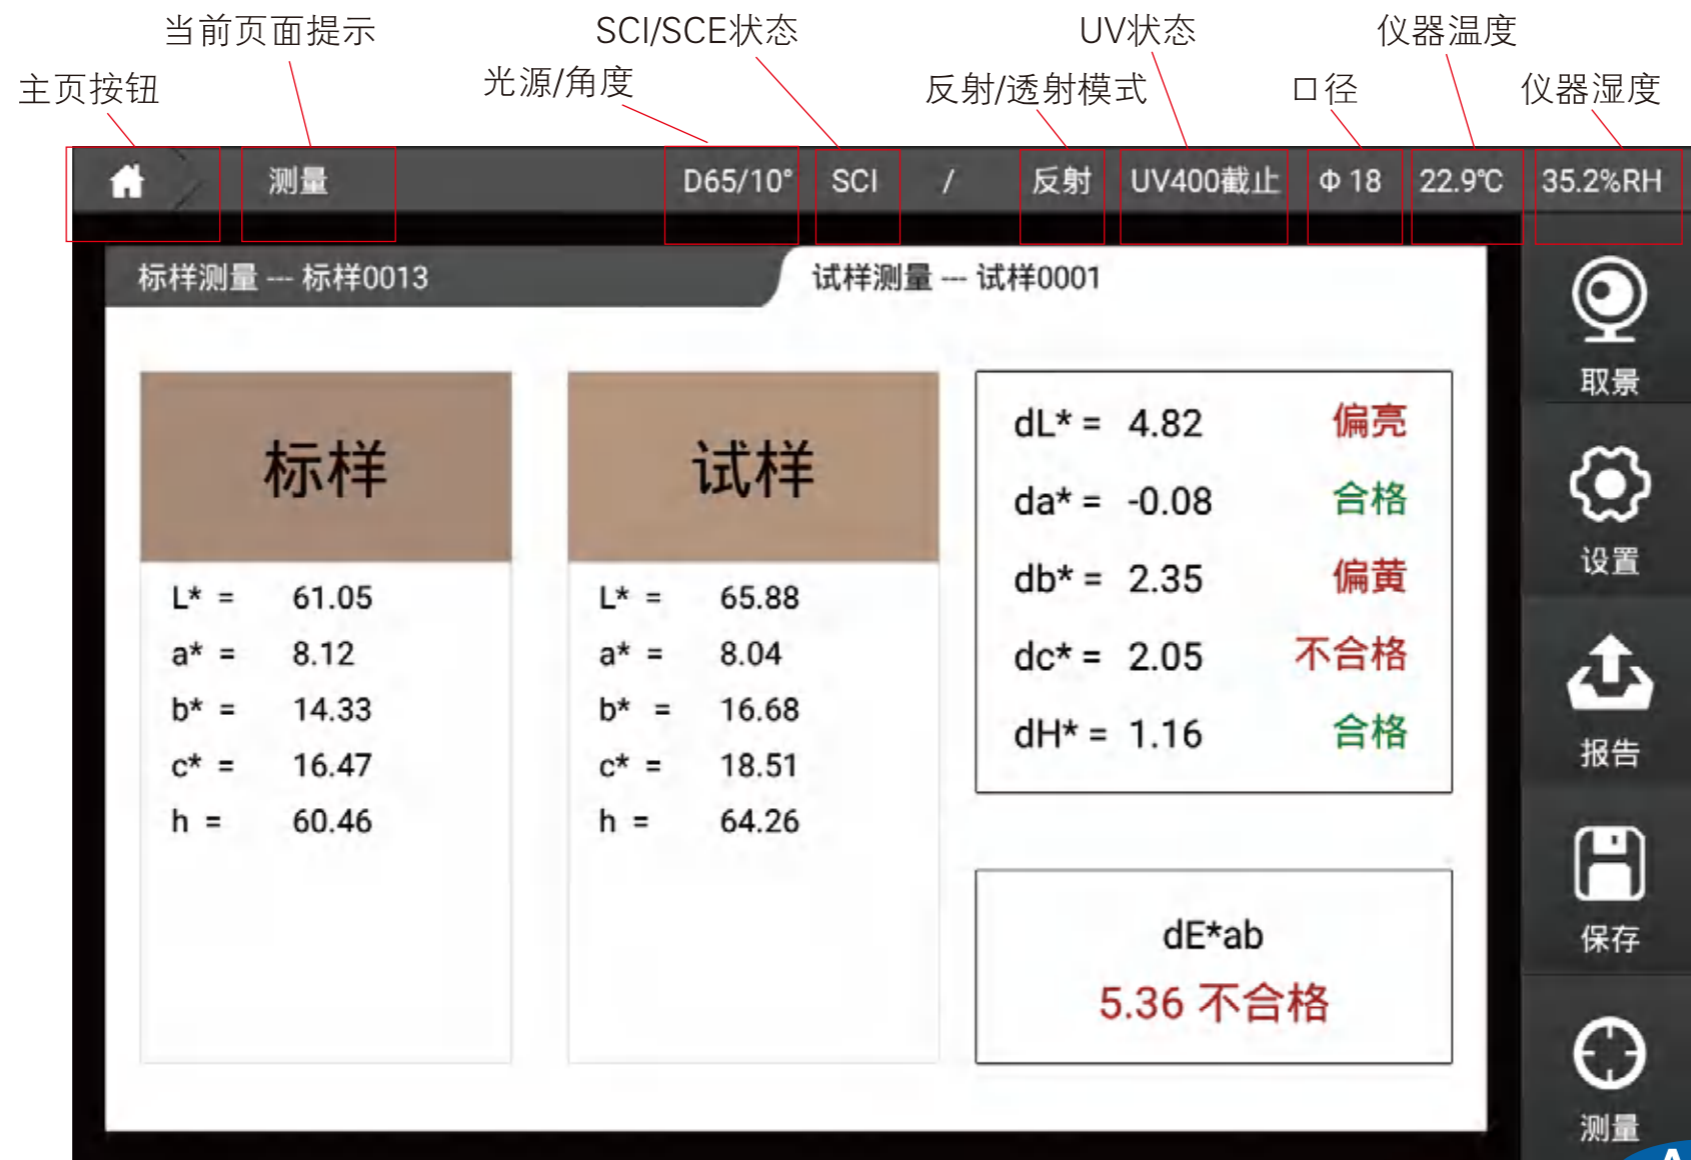 当前页面提示
SCI/SCE状态
UV状态
仪器温度
主页按钮
光源/角度
反射/透射模式
口径
仪器湿度
测量
D65/10°
SCI
/
反射
UV400截止
Φ 18
22.9℃
35.2%RH
标样测量 --- 标样0013
试样测量 --- 试样0001
标样
L* = 61.05
a* = 8.12
b* = 14.33
c* = 16.47
h = 60.46
试样
L* = 65.88
a* = 8.04
b* = 16.68
c* = 18.51
h = 64.26
dL* = 4.82 偏亮
da* = -0.08 合格
db* = 2.35 偏黄
dc* = 2.05 不合格
dH* = 1.16 合格
dE*ab
5.36 不合格
取景
设置
报告
保存
测量